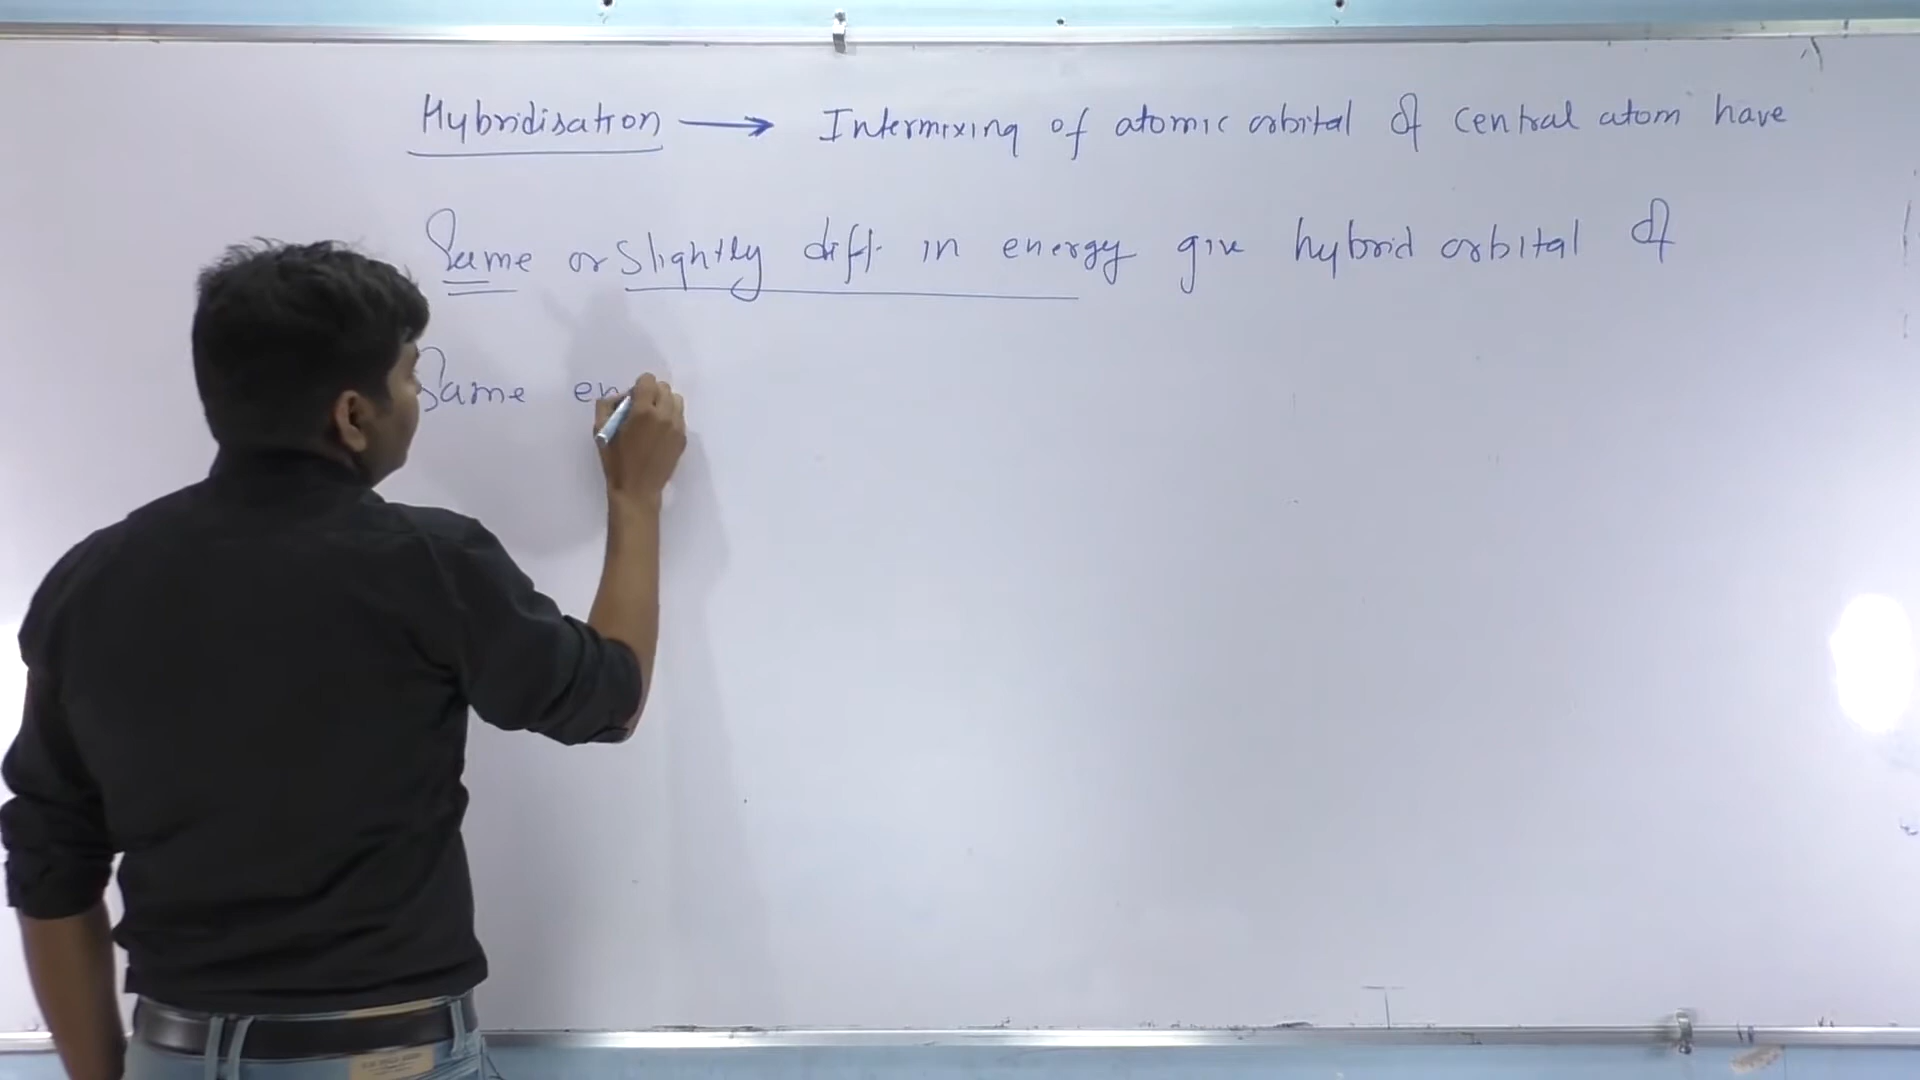 Hybridisation → Intermixing of atomic orbital of central atom have
Same or slightly diff. in energy give hybrid orbital of
Same en